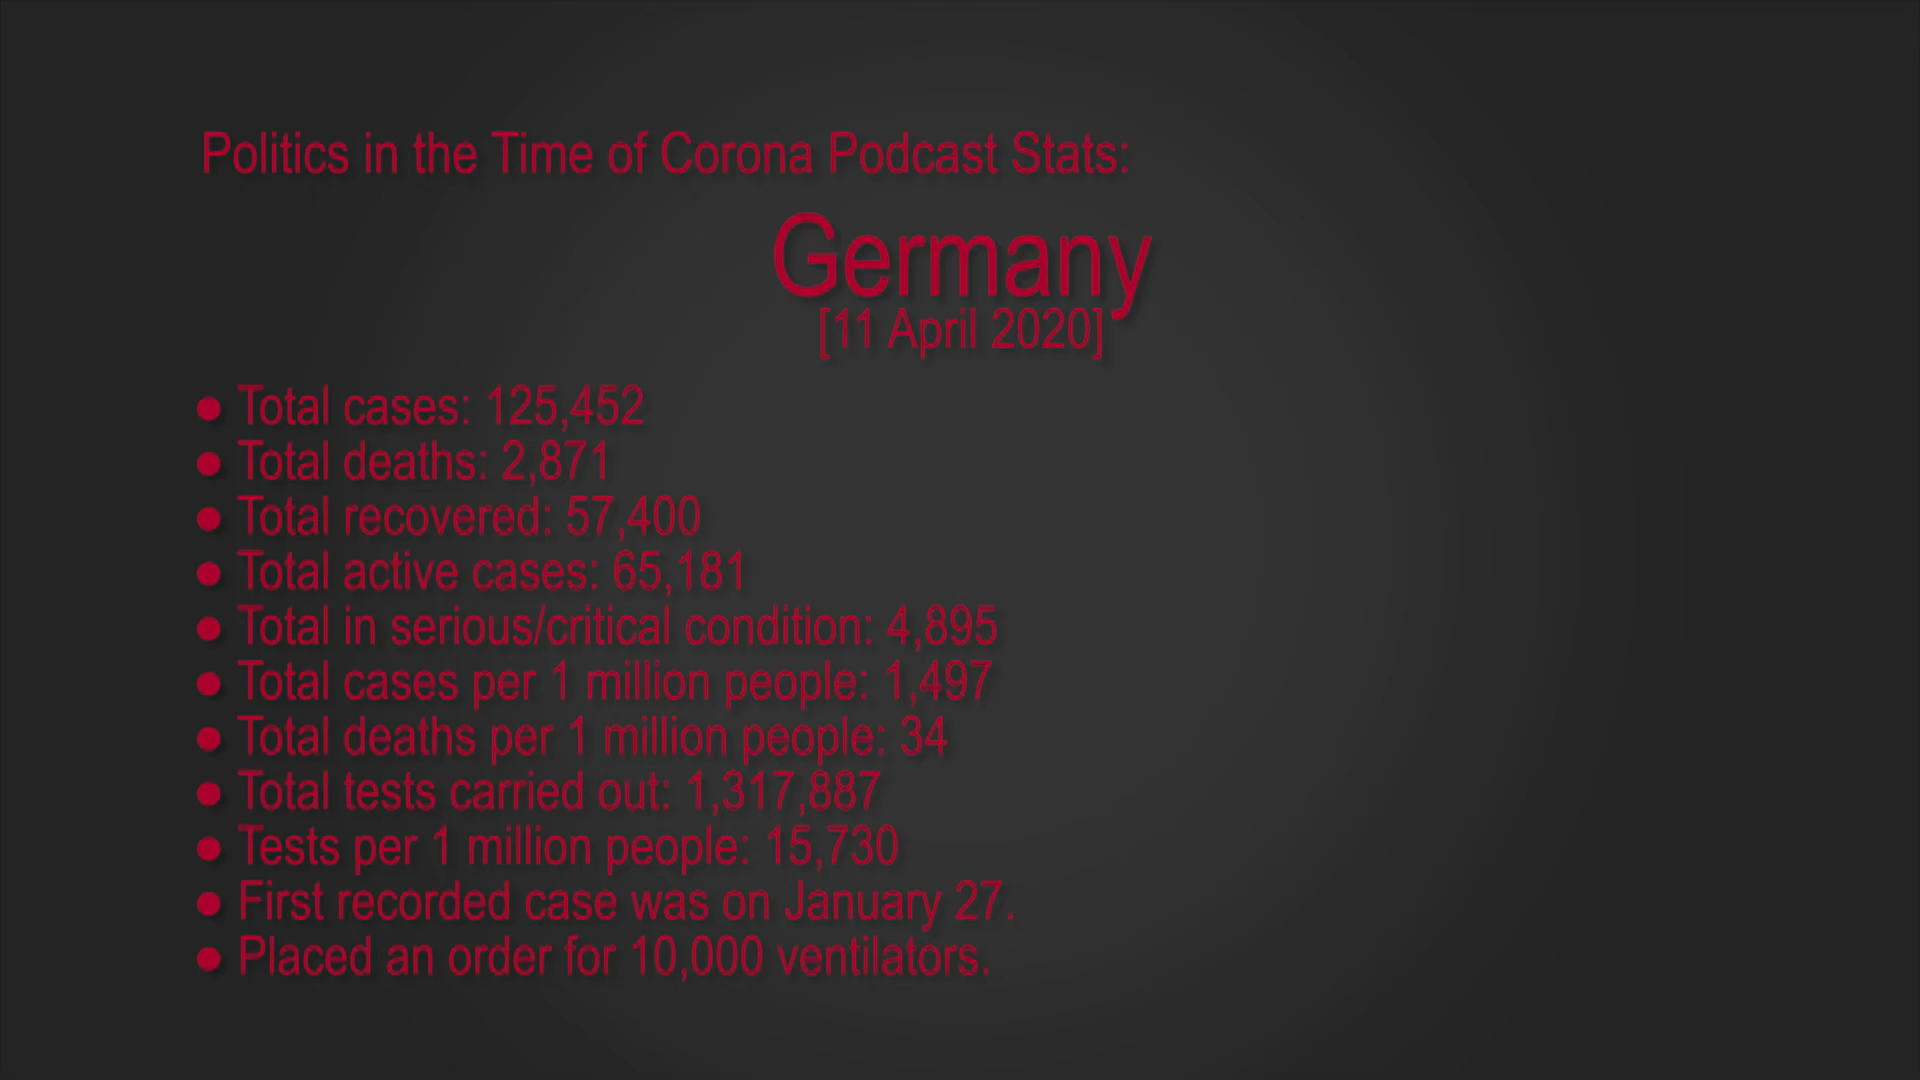 Politics in the Time of Corona Podcast Stats:
Germany
[11 April 2020]
● Total cases: 125,452
● Total deaths: 2,871
● Total recovered: 57,400
● Total active cases: 65,181
● Total in serious/critical condition: 4,895
● Total cases per 1 million people: 1,497
● Total deaths per 1 million people: 34
● Total tests carried out: 1,317,887
● Tests per 1 million people: 15,730
● First recorded case was on January 27.
● Placed an order for 10,000 ventilators.